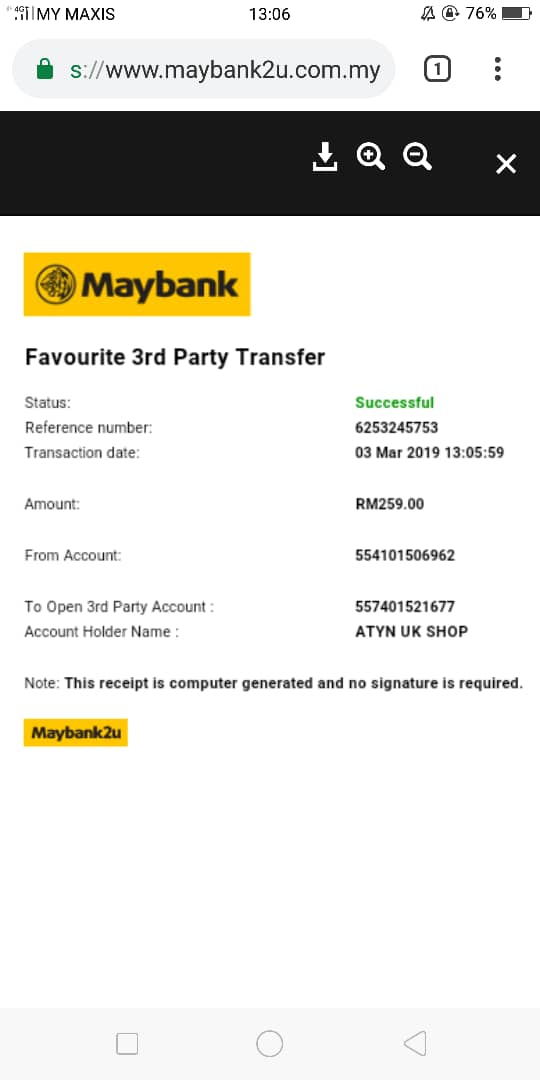 4G MY MAXIS 13:06 76%
s://www.maybank2u.com.my 1
Maybank
Favourite 3rd Party Transfer
Status: Successful
Reference number: 6253245753
Transaction date: 03 Mar 2019 13:05:59
Amount: RM259.00
From Account: 554101506962
To Open 3rd Party Account : 557401521677
Account Holder Name : ATYN UK SHOP
Note: This receipt is computer generated and no signature is required.
Maybank2u